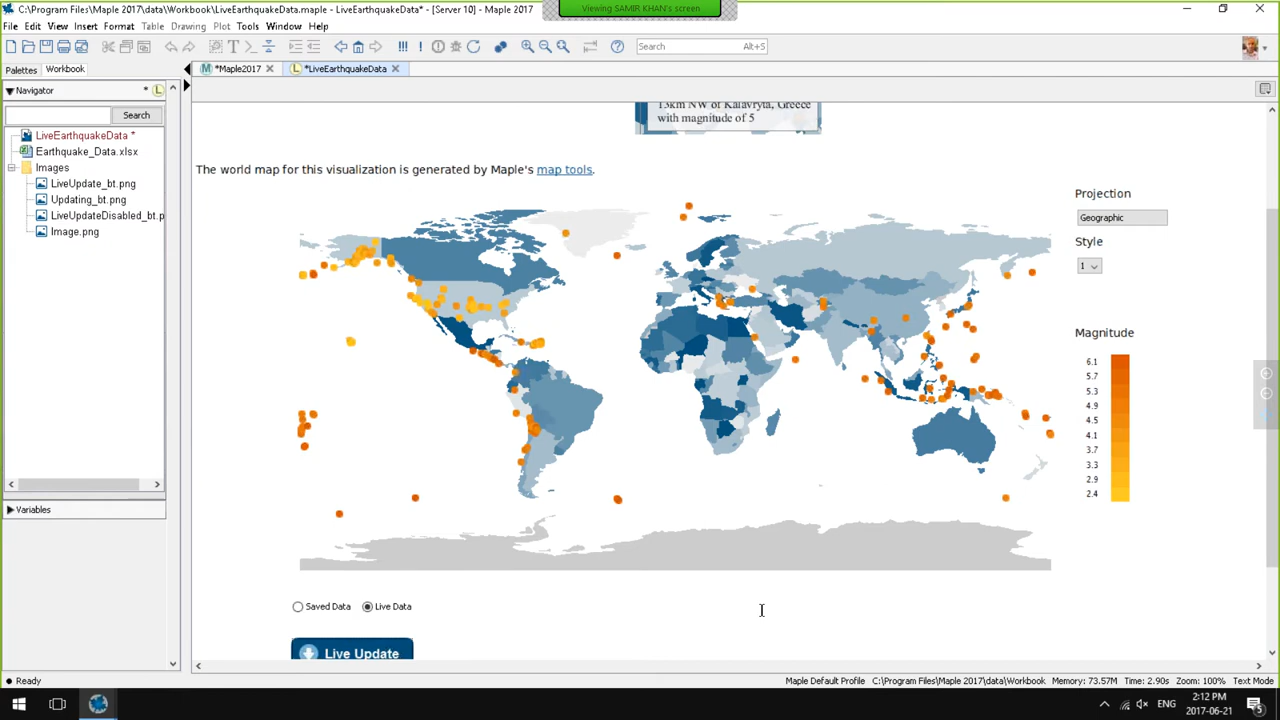 C:\Program Files\Maple 2017\data\Workbook\LiveEarthquakeData.maple - LiveEarthquakeData* - [Server 10] - Maple 2017
Viewing SAMIR KHAN's screen
File Edit View Insert Format Table Drawing Plot Tools Window Help
Search Alt+S
Palettes Workbook
*Maple2017
*LiveEarthquakeData
Navigator
*
Search
LiveEarthquakeData *
Earthquake_Data.xlsx
Images
LiveUpdate_bt.png
Updating_bt.png
LiveUpdateDisabled_bt.p
Image.png
Variables
13km NW of Kalavryta, Greece
with magnitude of 5
The world map for this visualization is generated by Maple's map tools.
Projection
Geographic
Style
1
Magnitude
6.1
5.7
5.3
4.9
4.5
4.1
3.7
3.3
2.9
2.4
Saved Data Live Data
Live Update
Ready
Maple Default Profile C:\Program Files\Maple 2017\data\Workbook Memory: 73.57M Time: 2.90s Zoom: 100% Text Mode
ENG
2:12 PM
2017-06-21
5